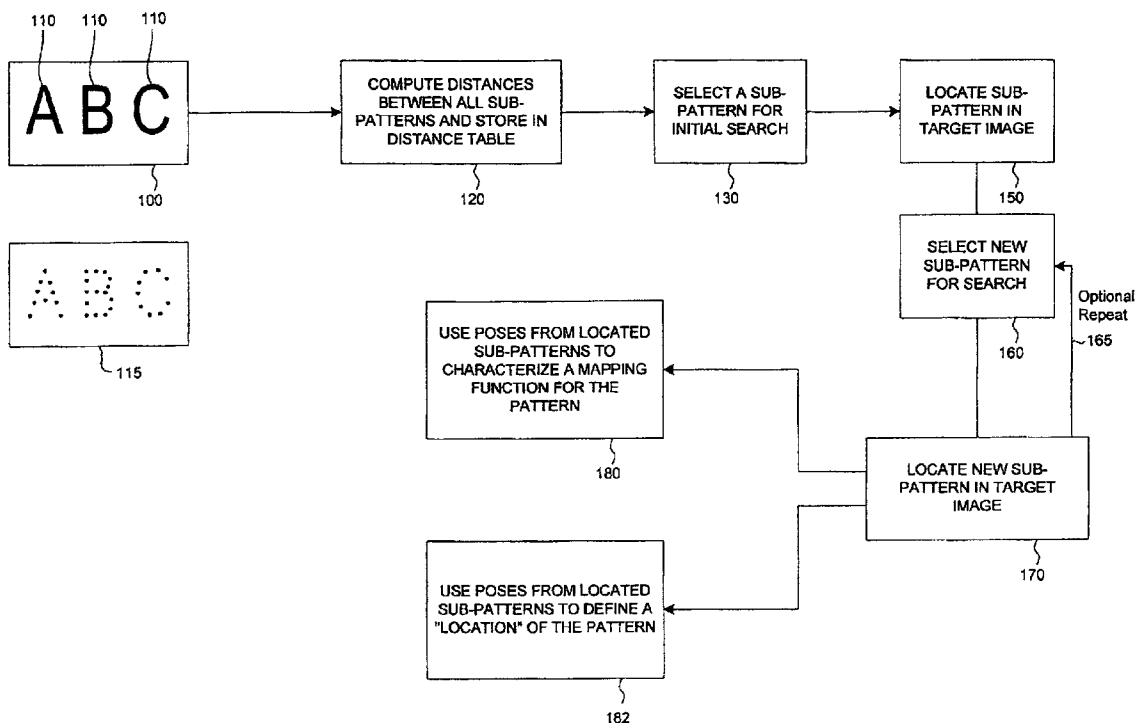 110
110
110
A B C
100
COMPUTE DISTANCES
BETWEEN ALL SUB-
PATTERNS AND STORE IN
DISTANCE TABLE
120
SELECT A SUB-
PATTERN FOR
INITIAL SEARCH
130
LOCATE SUB-
PATTERN IN
TARGET IMAGE
150
A B C
115
SELECT NEW
SUB-PATTERN
FOR SEARCH
160
Optional
Repeat
165
USE POSES FROM LOCATED
SUB-PATTERNS TO
CHARACTERIZE A MAPPING
FUNCTION FOR THE
PATTERN
180
LOCATE NEW SUB-
PATTERN IN TARGET
IMAGE
170
USE POSES FROM LOCATED
SUB-PATTERNS TO DEFINE A
"LOCATION" OF THE PATTERN
182